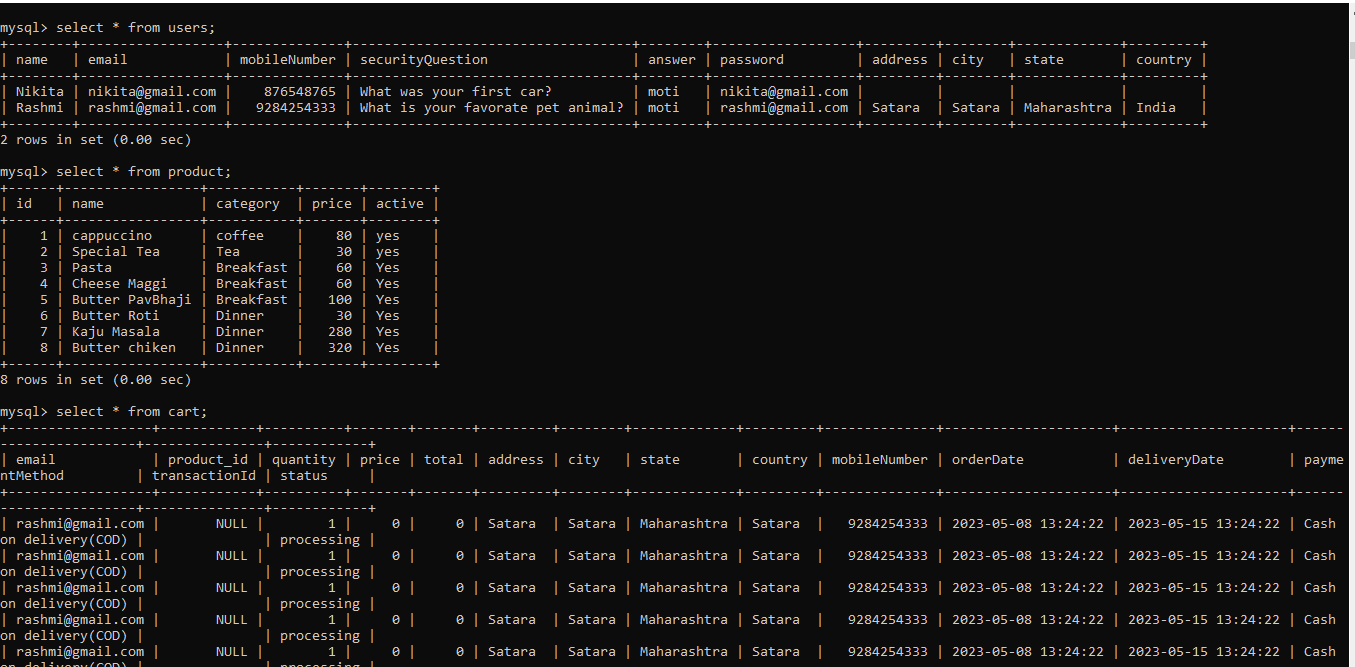 mysql> select * from users;
| name | email | mobileNumber | securityQuestion | answer | password | address | city | state | country |
| Nikita | nikita@gmail.com | 876548765 | What was your first car? | moti | nikita@gmail.com | | | | |
| Rashmi | rashmi@gmail.com | 9284254333 | What is your favorate pet animal? | moti | rashmi@gmail.com | Satara | Satara | Maharashtra | India |
2 rows in set (0.00 sec)
mysql> select * from product;
| id | name | category | price | active |
| 1 | cappuccino | coffee | 80 | yes |
| 2 | Special Tea | Tea | 30 | yes |
| 3 | Pasta | Breakfast | 60 | Yes |
| 4 | Cheese Maggi | Breakfast | 60 | Yes |
| 5 | Butter PavBhaji | Breakfast | 100 | Yes |
| 6 | Butter Roti | Dinner | 30 | Yes |
| 7 | Kaju Masala | Dinner | 280 | Yes |
| 8 | Butter chiken | Dinner | 320 | Yes |
8 rows in set (0.00 sec)
mysql> select * from cart;
| email | product_id | quantity | price | total | address | city | state | country | mobileNumber | orderDate | deliveryDate | payme
ntMethod | transactionId | status |
| rashmi@gmail.com | NULL | 1 | 0 | 0 | Satara | Satara | Maharashtra | Satara | 9284254333 | 2023-05-08 13:24:22 | 2023-05-15 13:24:22 | Cash
on delivery(COD) | | processing |
| rashmi@gmail.com | NULL | 1 | 0 | 0 | Satara | Satara | Maharashtra | Satara | 9284254333 | 2023-05-08 13:24:22 | 2023-05-15 13:24:22 | Cash
on delivery(COD) | | processing |
| rashmi@gmail.com | NULL | 1 | 0 | 0 | Satara | Satara | Maharashtra | Satara | 9284254333 | 2023-05-08 13:24:22 | 2023-05-15 13:24:22 | Cash
on delivery(COD) | | processing |
| rashmi@gmail.com | NULL | 1 | 0 | 0 | Satara | Satara | Maharashtra | Satara | 9284254333 | 2023-05-08 13:24:22 | 2023-05-15 13:24:22 | Cash
on delivery(COD) | | processing |
| rashmi@gmail.com | NULL | 1 | 0 | 0 | Satara | Satara | Maharashtra | Satara | 9284254333 | 2023-05-08 13:24:22 | 2023-05-15 13:24:22 | Cash
on delivery(COD) | | processing |